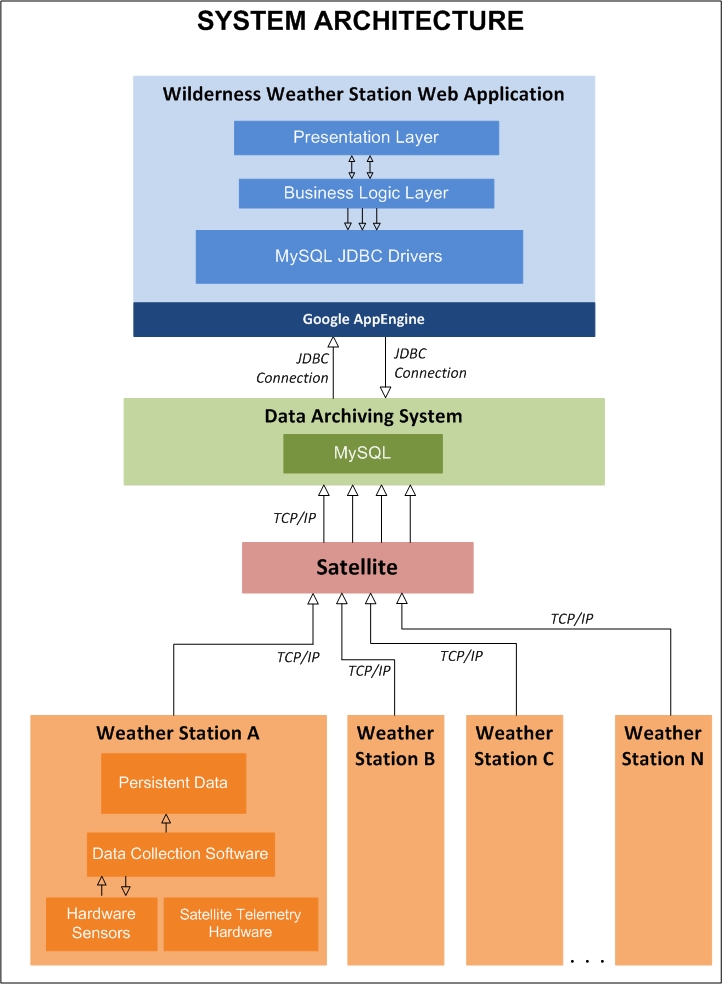 SYSTEM ARCHITECTURE
Wilderness Weather Station Web Application
Presentation Layer
Business Logic Layer
MySQL JDBC Drivers
Google AppEngine
JDBC
Connection
JDBC
Connection
Data Archiving System
MySQL
TCP/IP
Satellite
TCP/IP
TCP/IP
TCP/IP
TCP/IP
Weather Station A
Persistent Data
Data Collection Software
Hardware
Sensors
Satellite Telemetry
Hardware
Weather
Station B
Weather
Station C
. . .
Weather
Station N